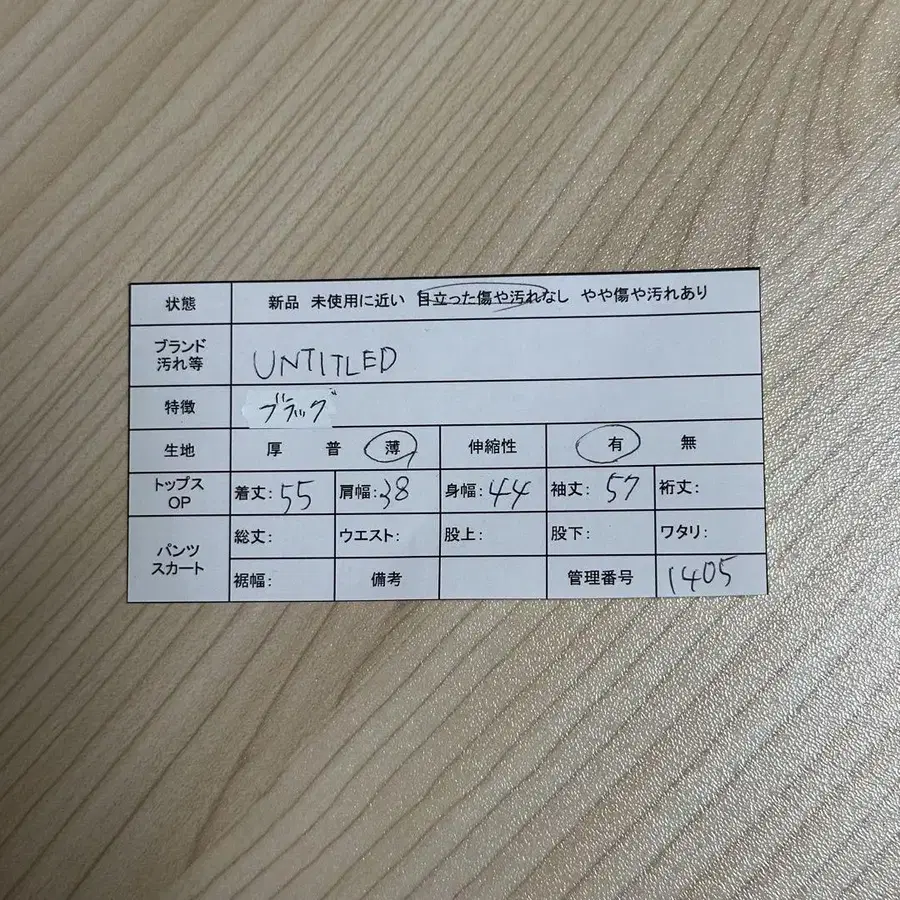 状態 新品 未使用に近い 目立った傷や汚れなし やや傷や汚れあり
ブランド
汚れ等 UNTITLED
特徴 ブラック
生地 厚 普 薄 伸縮性 有 無
トップス
OP 着丈: 55 肩幅: 38 身幅: 44 袖丈: 57 裄丈:
パンツ
スカート 総丈: ウエスト: 股上: 股下: ワタリ:
裾幅: 備考 管理番号 1405